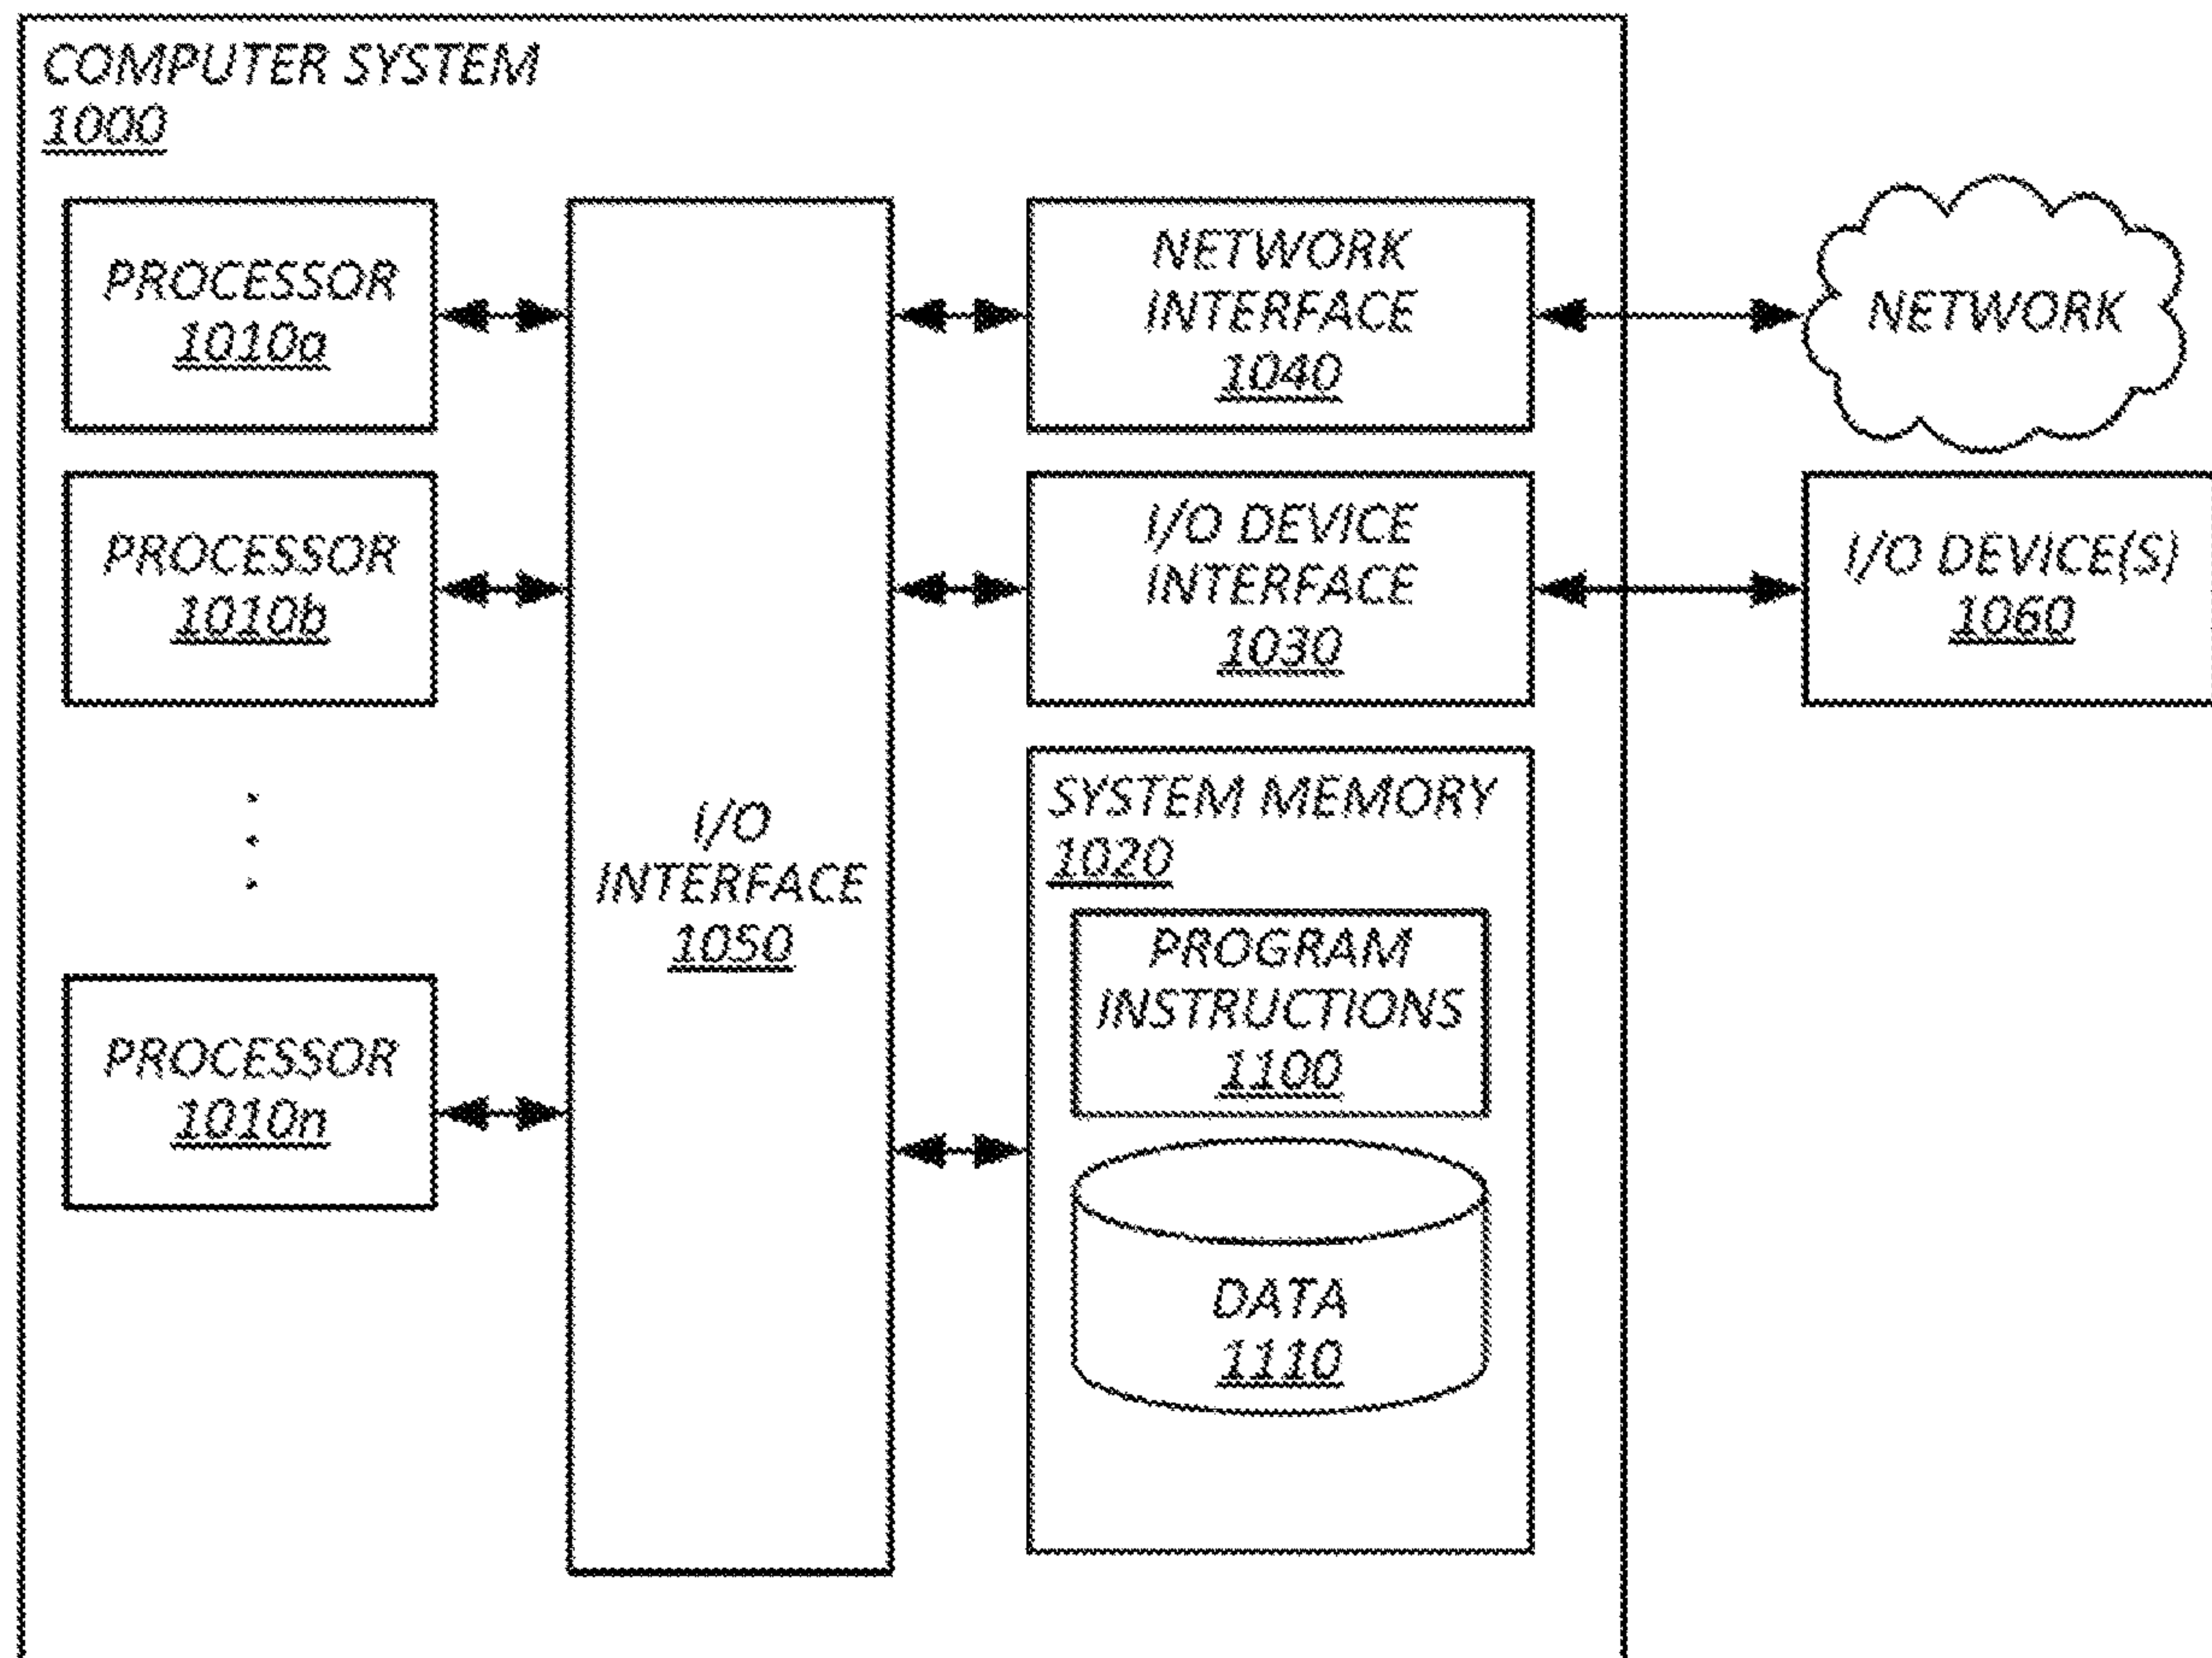 COMPUTER SYSTEM
1000
PROCESSOR
1010a
PROCESSOR
1010b
PROCESSOR
1010n
I/O
INTERFACE
1050
NETWORK
INTERFACE
1040
I/O DEVICE
INTERFACE
1030
SYSTEM MEMORY
1020
PROGRAM
INSTRUCTIONS
1100
DATA
1110
NETWORK
I/O DEVICE(S)
1060